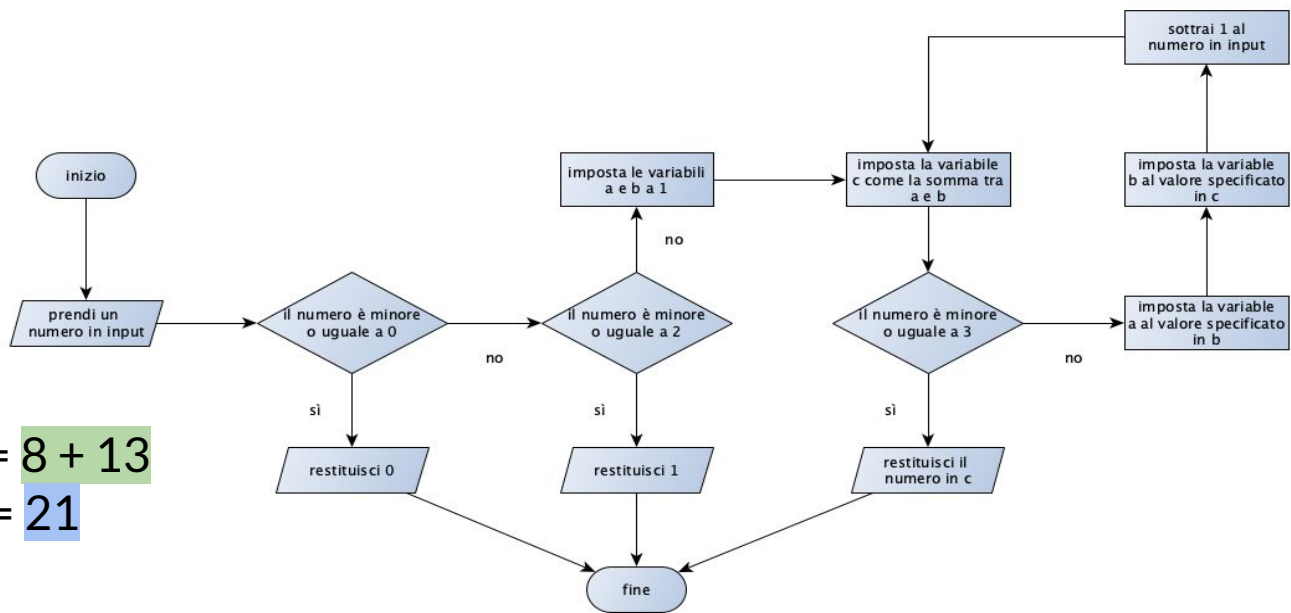 sottrai 1 al
numero in input
inizio
imposta le variabili
a e b a 1
imposta la variabile
c come la somma tra
a e b
imposta la variable
b al valore specificato
in c
no
prendi un
numero in input
il numero è minore
o uguale a 0
no
il numero è minore
o uguale a 2
il numero è minore
o uguale a 3
no
imposta la variable
a al valore specificato
in b
sì
sì
sì
= 8 + 13
restituisci 0
restituisci 1
restituisci il
numero in c
= 21
fine